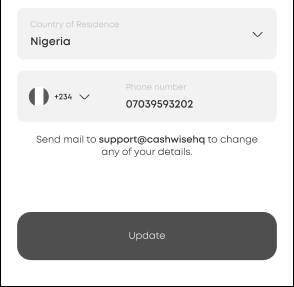 Country of Residence
Nigeria
+234
Phone number
07039593202
Send mail to support@cashwisehq to change
any of your details.
Update